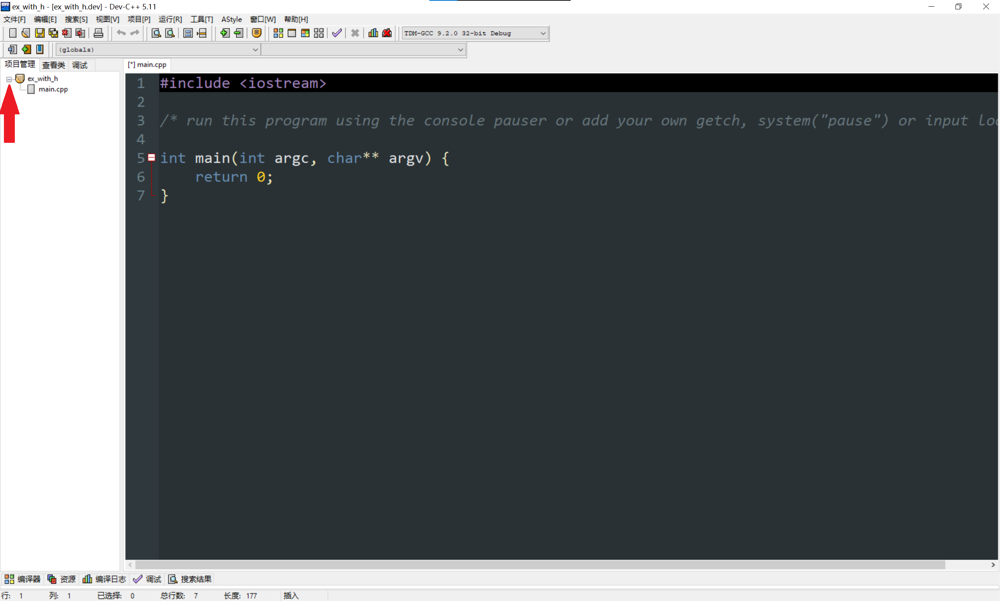 ex_with_h - [ex_with_h.dev] - Dev-C++ 5.11
文件[F] 编辑[E] 搜索[S] 视图[V] 项目[P] 运行[R] 工具[T] AStyle 窗口[W] 帮助[H]
TDM-GCC 9.2.0 32-bit Debug
(globals)
项目管理 查看类 调试
[*] main.cpp
ex_with_h
main.cpp
1 #include <iostream>
2
3 /* run this program using the console pauser or add your own getch, system("pause") or input
4
5 int main(int argc, char** argv) {
6 return 0;
7 }
编译器 资源 编译日志 调试 搜索结果
行: 1 列: 1 已选择: 0 总行数: 7 长度: 177 插入